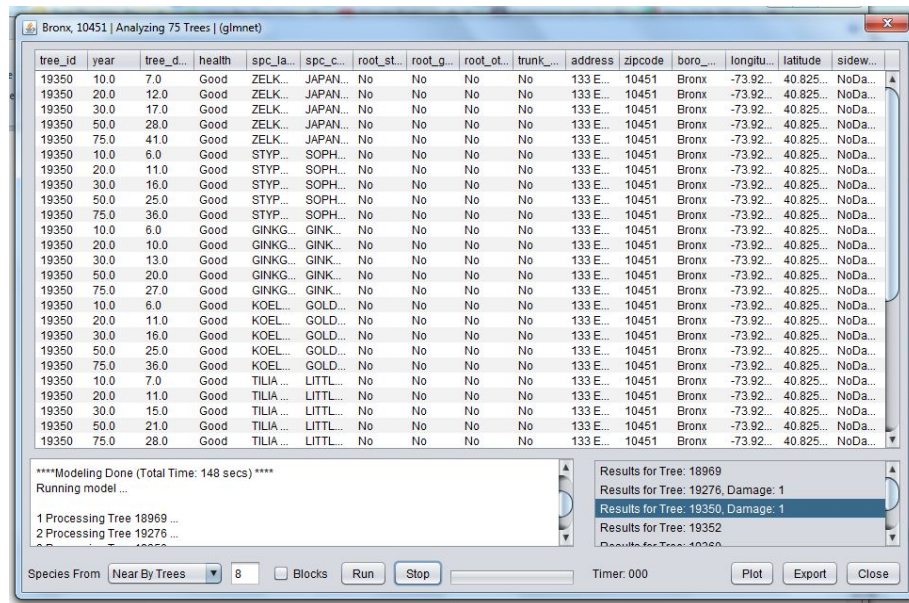 Bronx, 10451 | Analyzing 75 Trees | (glmnet)
tree_id year tree_d... health spc_la... spc_c... root_st... root_g... root_ot... trunk_... address zipcode boro_... longitu... latitude sidew...
19350 10.0 7.0 Good ZELK... JAPAN... No No No No 133 E... 10451 Bronx -73.92... 40.825... NoDa...
19350 20.0 12.0 Good ZELK... JAPAN... No No No No 133 E... 10451 Bronx -73.92... 40.825... NoDa...
19350 30.0 17.0 Good ZELK... JAPAN... No No No No 133 E... 10451 Bronx -73.92... 40.825... NoDa...
19350 50.0 28.0 Good ZELK... JAPAN... No No No No 133 E... 10451 Bronx -73.92... 40.825... NoDa...
19350 75.0 41.0 Good ZELK... JAPAN... No No No No 133 E... 10451 Bronx -73.92... 40.825... NoDa...
19350 10.0 6.0 Good STYP... SOPH... No No No No 133 E... 10451 Bronx -73.92... 40.825... NoDa...
19350 20.0 11.0 Good STYP... SOPH... No No No No 133 E... 10451 Bronx -73.92... 40.825... NoDa...
19350 30.0 16.0 Good STYP... SOPH... No No No No 133 E... 10451 Bronx -73.92... 40.825... NoDa...
19350 50.0 25.0 Good STYP... SOPH... No No No No 133 E... 10451 Bronx -73.92... 40.825... NoDa...
19350 75.0 36.0 Good STYP... SOPH... No No No No 133 E... 10451 Bronx -73.92... 40.825... NoDa...
19350 10.0 6.0 Good GINKG... GINK... No No No No 133 E... 10451 Bronx -73.92... 40.825... NoDa...
19350 20.0 10.0 Good GINKG... GINK... No No No No 133 E... 10451 Bronx -73.92... 40.825... NoDa...
19350 30.0 13.0 Good GINKG... GINK... No No No No 133 E... 10451 Bronx -73.92... 40.825... NoDa...
19350 50.0 20.0 Good GINKG... GINK... No No No No 133 E... 10451 Bronx -73.92... 40.825... NoDa...
19350 75.0 27.0 Good GINKG... GINK... No No No No 133 E... 10451 Bronx -73.92... 40.825... NoDa...
19350 10.0 6.0 Good KOEL... GOLD... No No No No 133 E... 10451 Bronx -73.92... 40.825... NoDa...
19350 20.0 11.0 Good KOEL... GOLD... No No No No 133 E... 10451 Bronx -73.92... 40.825... NoDa...
19350 30.0 16.0 Good KOEL... GOLD... No No No No 133 E... 10451 Bronx -73.92... 40.825... NoDa...
19350 50.0 25.0 Good KOEL... GOLD... No No No No 133 E... 10451 Bronx -73.92... 40.825... NoDa...
19350 75.0 36.0 Good KOEL... GOLD... No No No No 133 E... 10451 Bronx -73.92... 40.825... NoDa...
19350 10.0 7.0 Good TILIA ... LITTL... No No No No 133 E... 10451 Bronx -73.92... 40.825... NoDa...
19350 20.0 11.0 Good TILIA ... LITTL... No No No No 133 E... 10451 Bronx -73.92... 40.825... NoDa...
19350 30.0 15.0 Good TILIA ... LITTL... No No No No 133 E... 10451 Bronx -73.92... 40.825... NoDa...
19350 50.0 21.0 Good TILIA ... LITTL... No No No No 133 E... 10451 Bronx -73.92... 40.825... NoDa...
19350 75.0 28.0 Good TILIA ... LITTL... No No No No 133 E... 10451 Bronx -73.92... 40.825... NoDa...
****Modeling Done (Total Time: 148 secs) ****
Running model ...
1 Processing Tree 18969 ...
2 Processing Tree 19276 ...
Results for Tree: 18969
Results for Tree: 19276, Damage: 1
Results for Tree: 19350, Damage: 1
Results for Tree: 19352
Species From Near By Trees 8 Blocks Run Stop Timer: 000 Plot Export Close